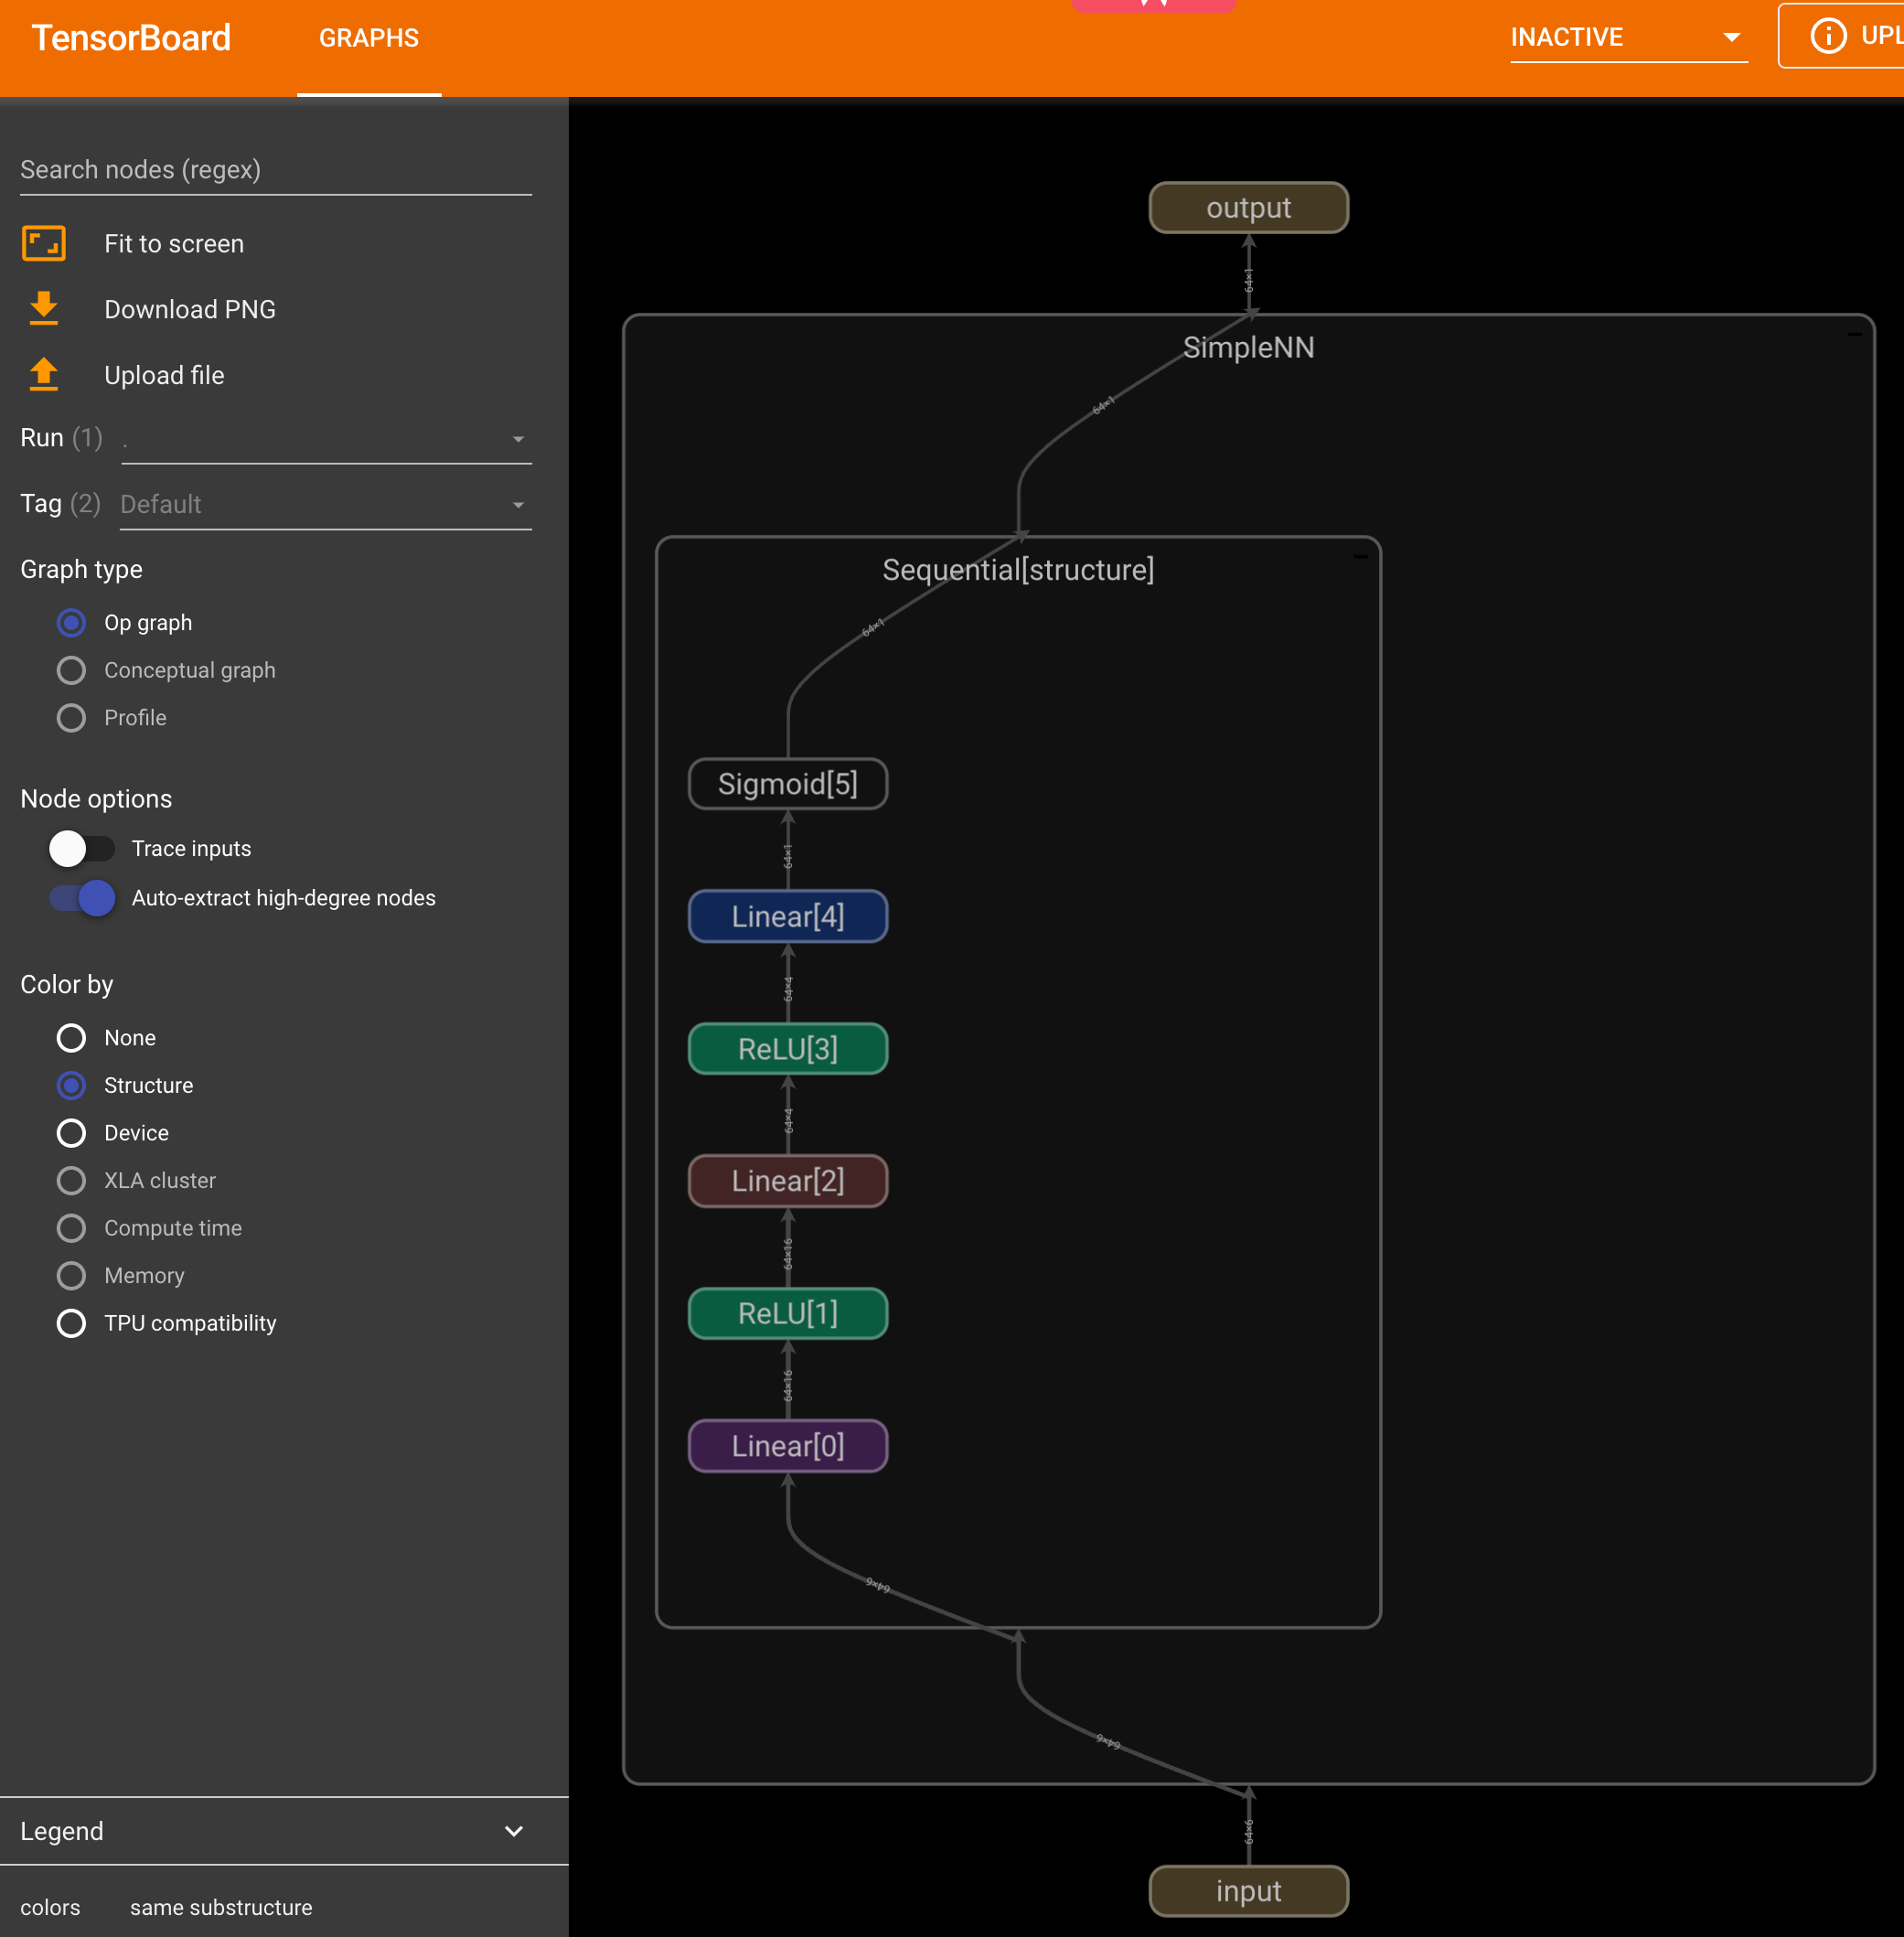 TensorBoard
GRAPHS
INACTIVE
UPL
Search nodes (regex)
Fit to screen
Download PNG
Upload file
Run (1) .
Tag (2) Default
Graph type
Op graph
Conceptual graph
Profile
Node options
Trace inputs
Auto-extract high-degree nodes
Color by
None
Structure
Device
XLA cluster
Compute time
Memory
TPU compatibility
Legend
colors same substructure
output
64×1
SimpleNN
64×1
Sequential[structure]
64×1
Sigmoid[5]
64×1
Linear[4]
64×4
ReLU[3]
64×4
Linear[2]
64×16
ReLU[1]
64×16
Linear[0]
64×6
64×6
64×6
input